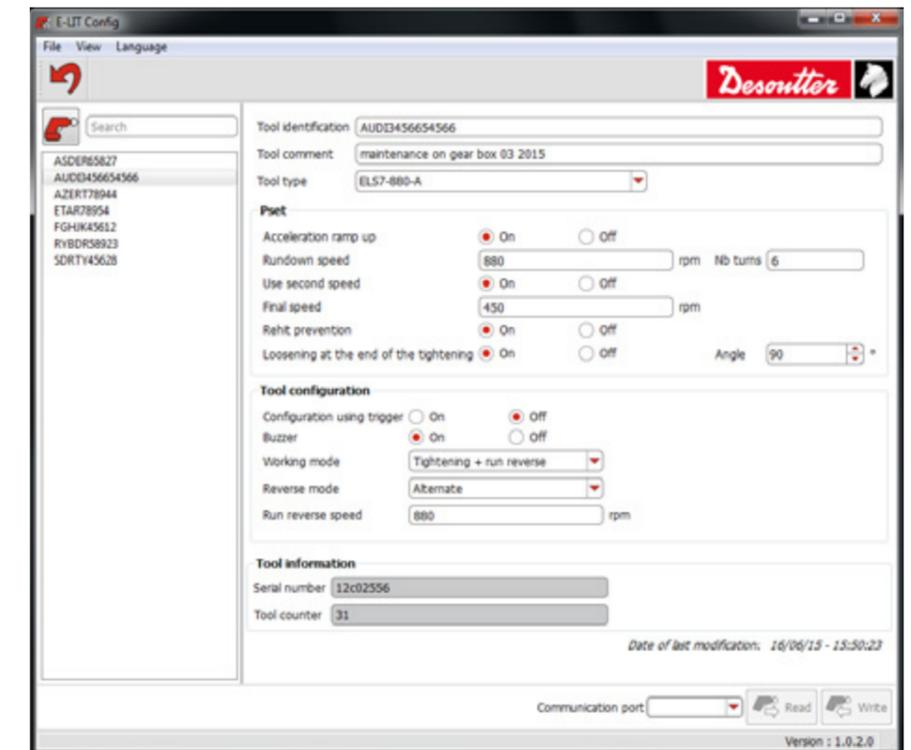 E-LIT Config
File View Language
Desoutter
Search
ASDER65827
AUDI3456654566
AZERT78944
ETAR78954
FGHJK45612
RYBDR58923
SDRTY45628
Tool identification AUDI3456654566
Tool comment maintenance on gear box 03 2015
Tool type ELS7-880-A
Pset
Acceleration ramp up On Off
Rundown speed 880 rpm Nb turns 6
Use second speed On Off
Final speed 450 rpm
Rehit prevention On Off
Loosening at the end of the tightening On Off Angle 90 °
Tool configuration
Configuration using trigger On Off
Buzzer On Off
Working mode Tightening + run reverse
Reverse mode Alternate
Run reverse speed 880 rpm
Tool information
Serial number 12c02556
Tool counter 31
Date of last modification: 16/06/15 - 15:50:23
Communication port Read Write
Version : 1.0.2.0